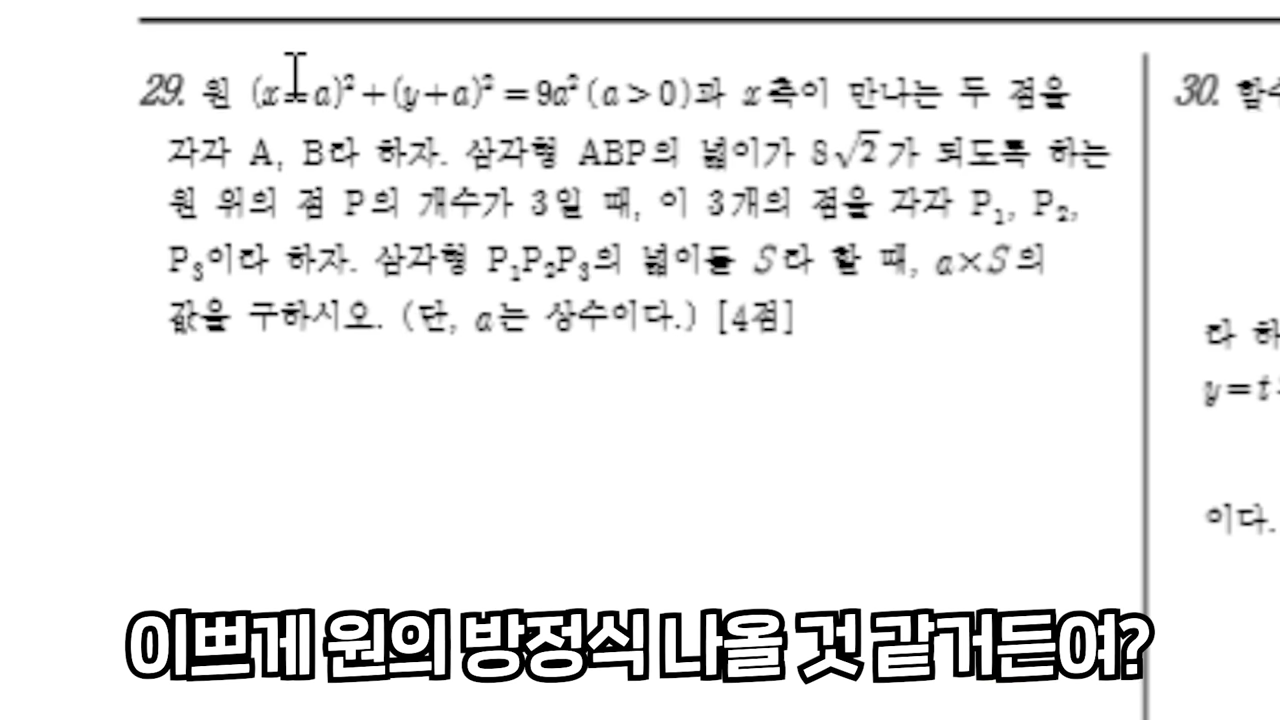 29. 원 (x-a)²+(y+a)²=9a²(a>0)과 x축이 만나는 두 점을
각각 A, B라 하자. 삼각형 ABP의 넓이가 8√2가 되도록 하는
원 위의 점 P의 개수가 3일 때, 이 3개의 점을 각각 P₁, P₂,
P₃이라 하자. 삼각형 P₁P₂P₃의 넓이를 S라 할 때, a×S의
값을 구하시오. (단, a는 상수이다.) [4점]
30. 함수
라 하
y=t
이다.
이쁘게 원의 방정식 나올 것 같거든여?